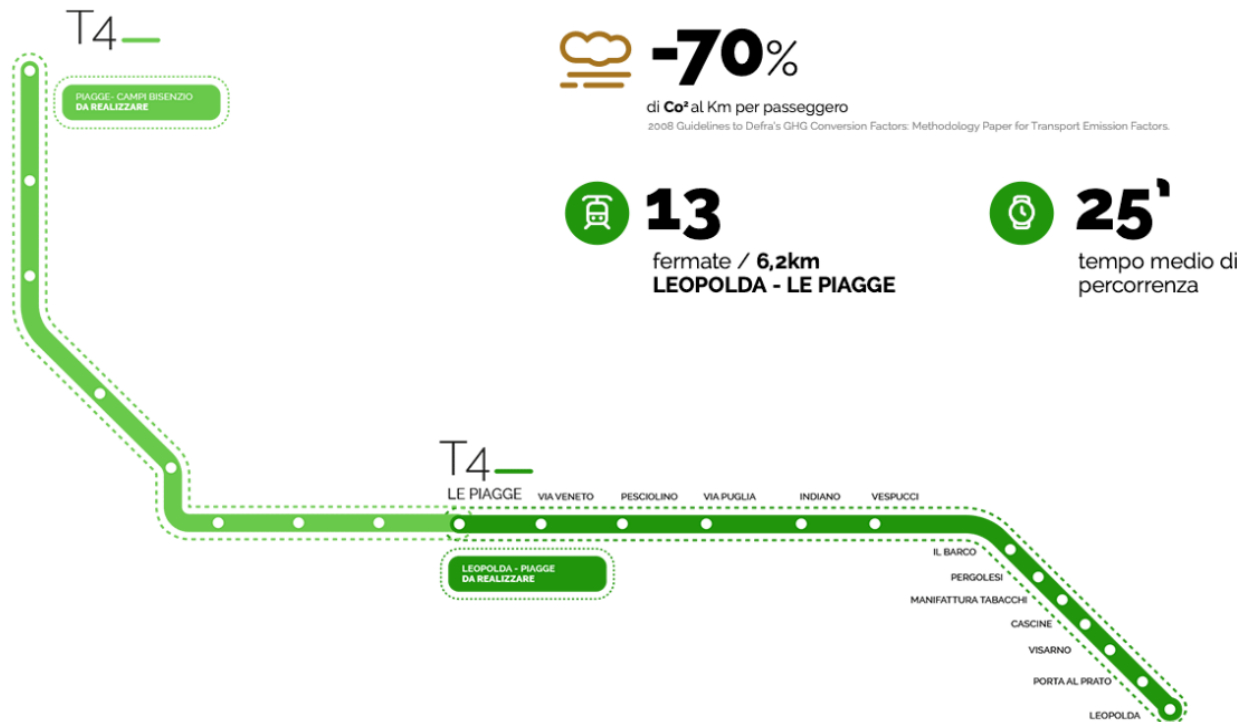 T4
PIAGGE- CAMPI BISENZIO
DA REALIZZARE
-70%
di Co² al Km per passeggero
2008 Guidelines to Defra's GHG Conversion Factors: Methodology Paper for Transport Emission Factors.
13
fermate / 6,2km
LEOPOLDA - LE PIAGGE
25'
tempo medio di
percorrenza
T4
LE PIAGGE
VIA VENETO
PESCIOLINO
VIA PUGLIA
INDIANO
VESPUCCI
LEOPOLDA - PIAGGE
DA REALIZZARE
IL BARCO
PERGOLESI
MANIFATTURA TABACCHI
CASCINE
VISARNO
PORTA AL PRATO
LEOPOLDA